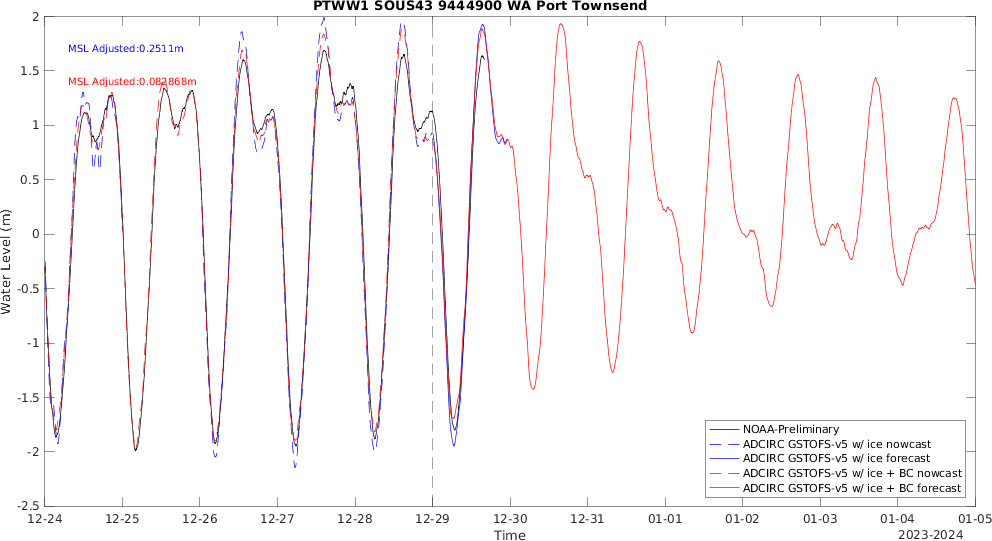 PTWW1 SOUS43 9444900 WA Port Townsend
MSL Adjusted:0.2511m
MSL Adjusted:0.082868m
Water Level (m)
2
1.5
1
0.5
0
-0.5
-1
-1.5
-2
-2.5
NOAA-Preliminary
ADCIRC GSTOFS-v5 w/ ice nowcast
ADCIRC GSTOFS-v5 w/ ice forecast
ADCIRC GSTOFS-v5 w/ ice + BC nowcast
ADCIRC GSTOFS-v5 w/ ice + BC forecast
12-24 12-25 12-26 12-27 12-28 12-29 12-30 12-31 01-01 01-02 01-03 01-04 01-05
Time
2023-2024